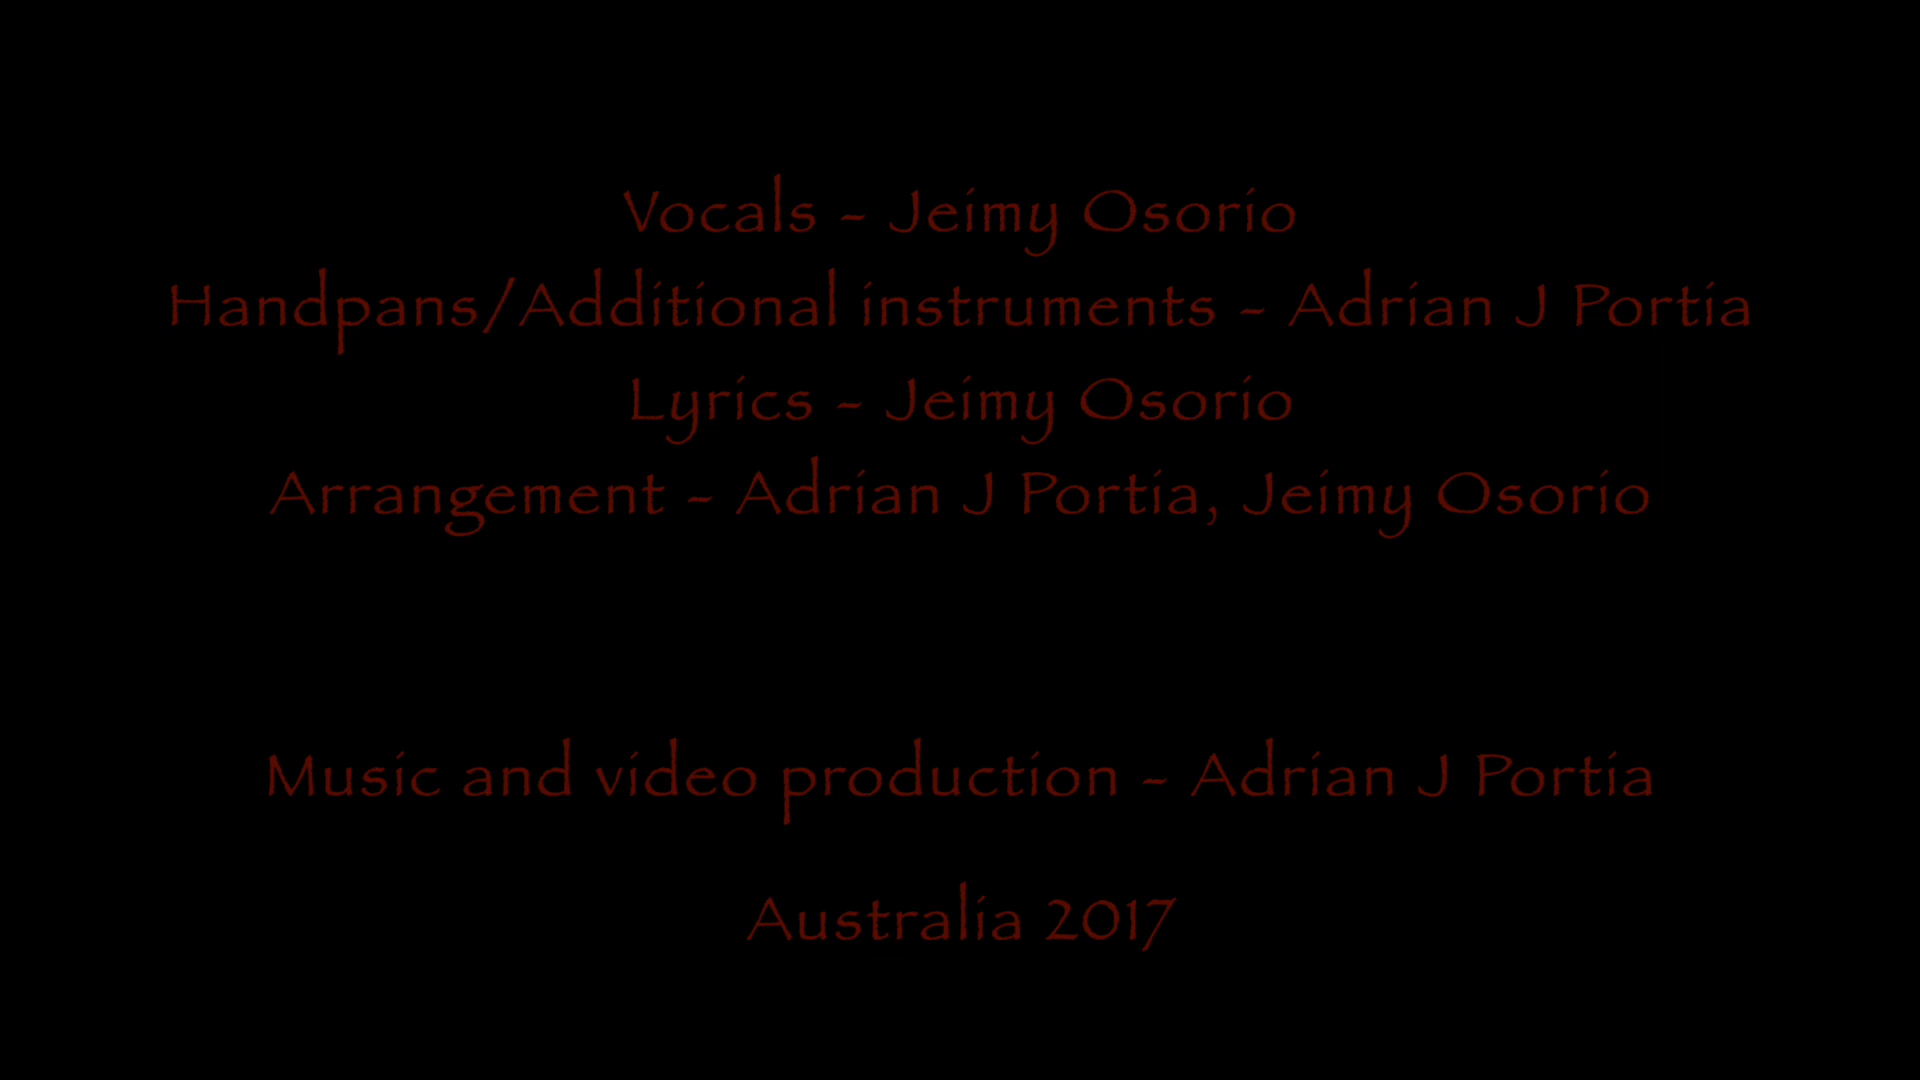 Vocals - Jeimy Osorio
Handpans/Additional instruments - Adrian J Portia
Lyrics - Jeimy Osorio
Arrangement - Adrian J Portia, Jeimy Osorio
Music and video production - Adrian J Portia
Australia 2017